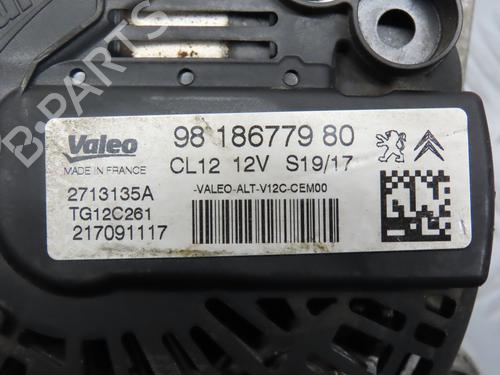 Valeo
MADE IN FRANCE
98 186779 80
CL12 12V S19/17
2713135A
TG12C261
217091117
-VALEO-ALT-V12C-CEM00
B-PARTS